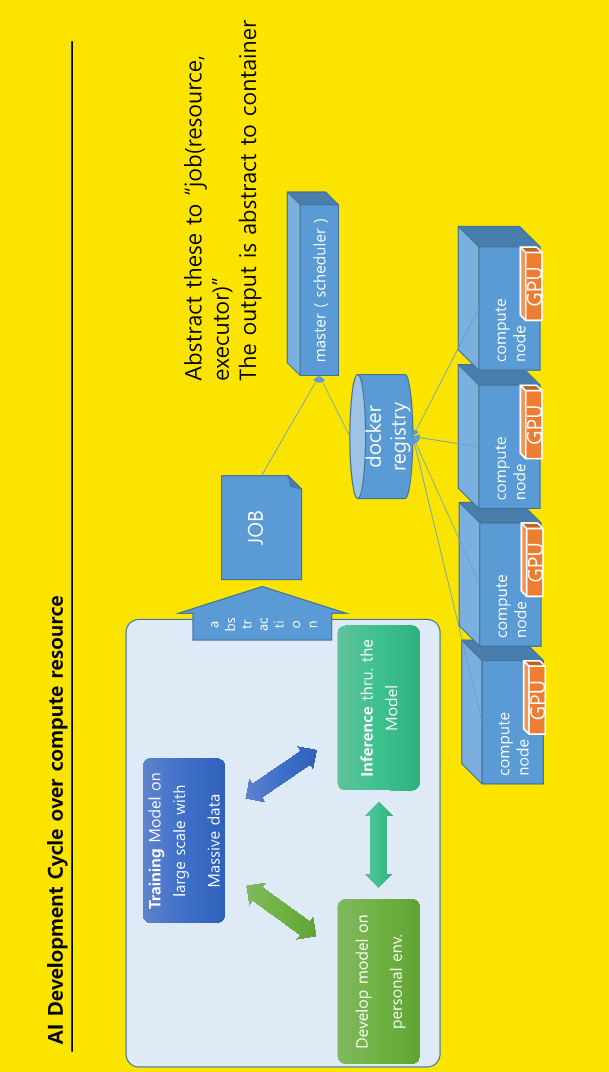 AI Development Cycle over compute resource
Abstract these to “job(resource,
executor)”
The output is abstract to container
Training Model on
large scale with
Massive data
Develop model on
personal env.
Inference thru. the
Model
a
bs
tr
ac
ti
o
n
JOB
master ( scheduler )
docker
registry
compute
node
GPU
compute
node
GPU
compute
node
GPU
compute
node
GPU